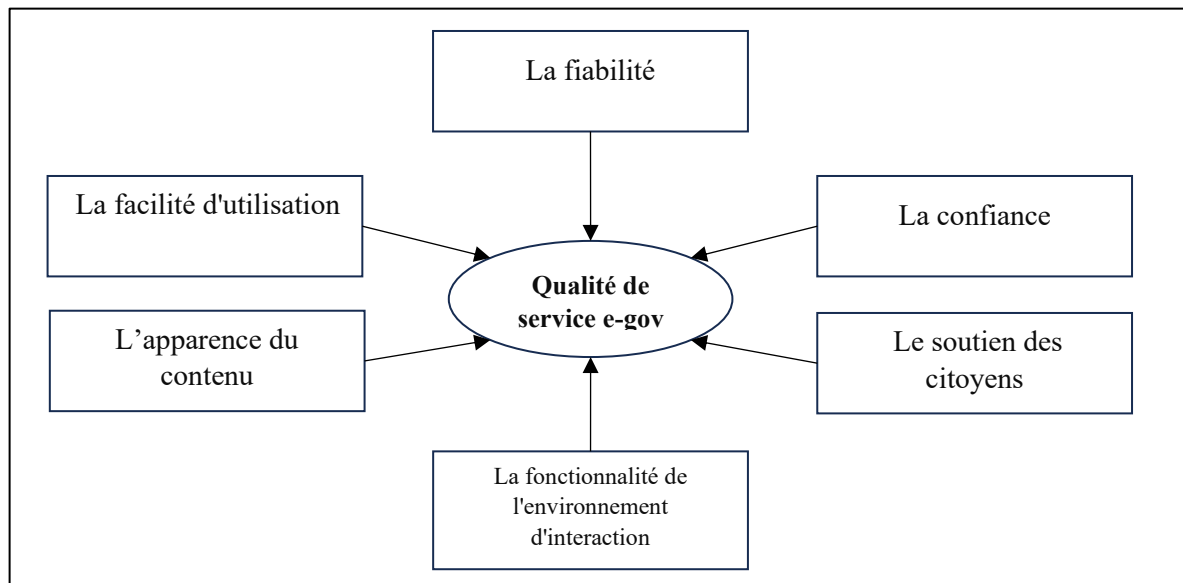 La fiabilité
La facilité d'utilisation
La confiance
Qualité de
service e-gov
L’apparence du
contenu
Le soutien des
citoyens
La fonctionnalité de
l'environnement
d'interaction